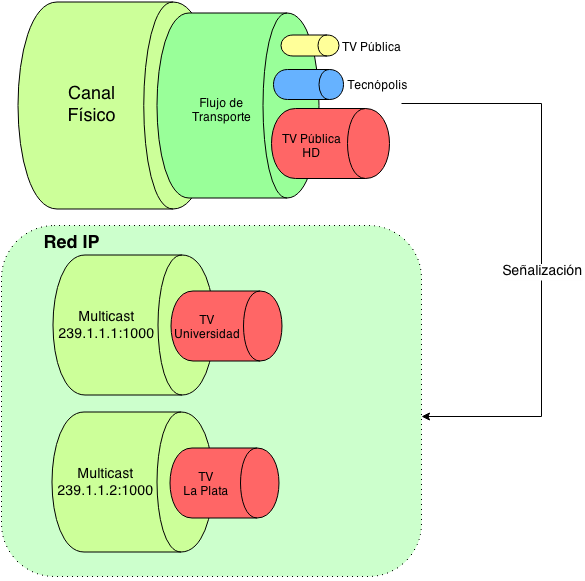 Canal
Físico
Flujo de
Transporte
TV Pública
Tecnópolis
TV Pública
HD
Señalización
Red IP
Multicast
239.1.1.1:1000
TV
Universidad
Multicast
239.1.1.2:1000
TV
La Plata